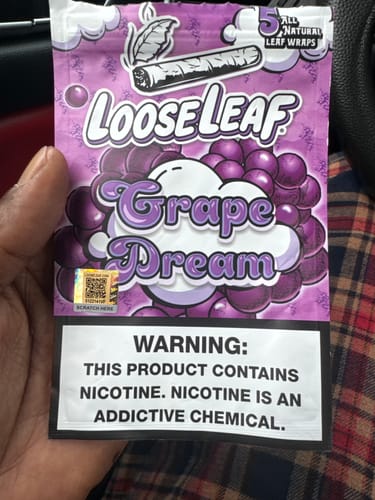 5 ALL
NATURAL
LEAF WRAPS
LOOSELEAF
Grape
Dream
SCRATCH HERE
WARNING:
THIS PRODUCT CONTAINS
NICOTINE. NICOTINE IS AN
ADDICTIVE CHEMICAL.